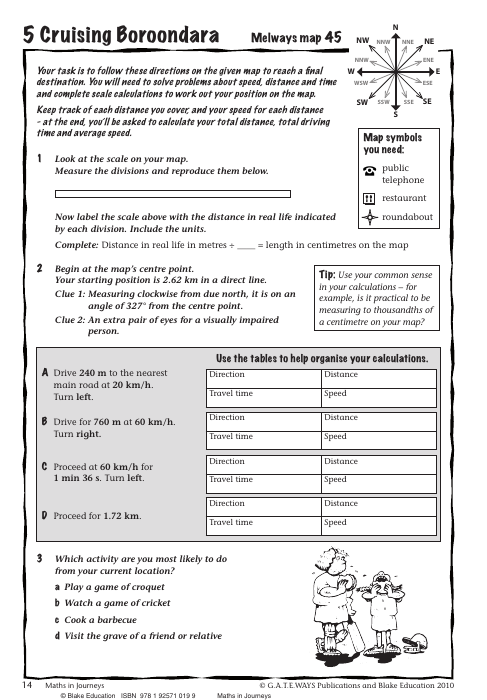 5 Cruising Boroondara
Melways map 45
N
NNW
NNE
NW
NE
WNW
ENE
W
E
WSW
ESE
SW
SSW
SSE
SE
S
Your task is to follow these directions on the given map to reach a final
destination. You will need to solve problems about speed, distance and time
and complete scale calculations to work out your position on the map.
Keep track of each distance you cover, and your speed for each distance
- at the end, you'll be asked to calculate your total distance, total driving
time and average speed.
Map symbols
you need:
public
telephone
restaurant
roundabout
1 Look at the scale on your map.
Measure the divisions and reproduce them below.
Now label the scale above with the distance in real life indicated
by each division. Include the units.
Complete: Distance in real life in metres ÷ ____ = length in centimetres on the map
2 Begin at the map's centre point.
Your starting position is 2.62 km in a direct line.
Clue 1: Measuring clockwise from due north, it is on an
angle of 327° from the centre point.
Clue 2: An extra pair of eyes for a visually impaired
person.
Tip: Use your common sense
in your calculations – for
example, is it practical to be
measuring to thousandths of
a centimetre on your map?
Use the tables to help organise your calculations.
A Drive 240 m to the nearest
main road at 20 km/h.
Turn left.
Direction Distance
Travel time Speed
B Drive for 760 m at 60 km/h.
Turn right.
Direction Distance
Travel time Speed
C Proceed at 60 km/h for
1 min 36 s. Turn left.
Direction Distance
Travel time Speed
D Proceed for 1.72 km.
Direction Distance
Travel time Speed
3 Which activity are you most likely to do
from your current location?
a Play a game of croquet
b Watch a game of cricket
c Cook a barbecue
d Visit the grave of a friend or relative
14 Maths in Journeys
© G.A.T.E.WAYS Publications and Blake Education 2010
© Blake Education ISBN 978 1 92571 019 9 Maths in Journeys